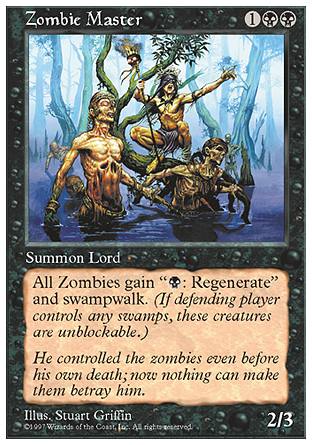 Zombie Master 1
Summon Lord
All Zombies gain “: Regenerate”
and swampwalk. (If defending player
controls any swamps, these creatures
are unblockable.)
He controlled the zombies even before
his own death; now nothing can make
them betray him.
Illus. Stuart Griffin
©1997 Wizards of the Coast, Inc. All rights reserved.
2/3